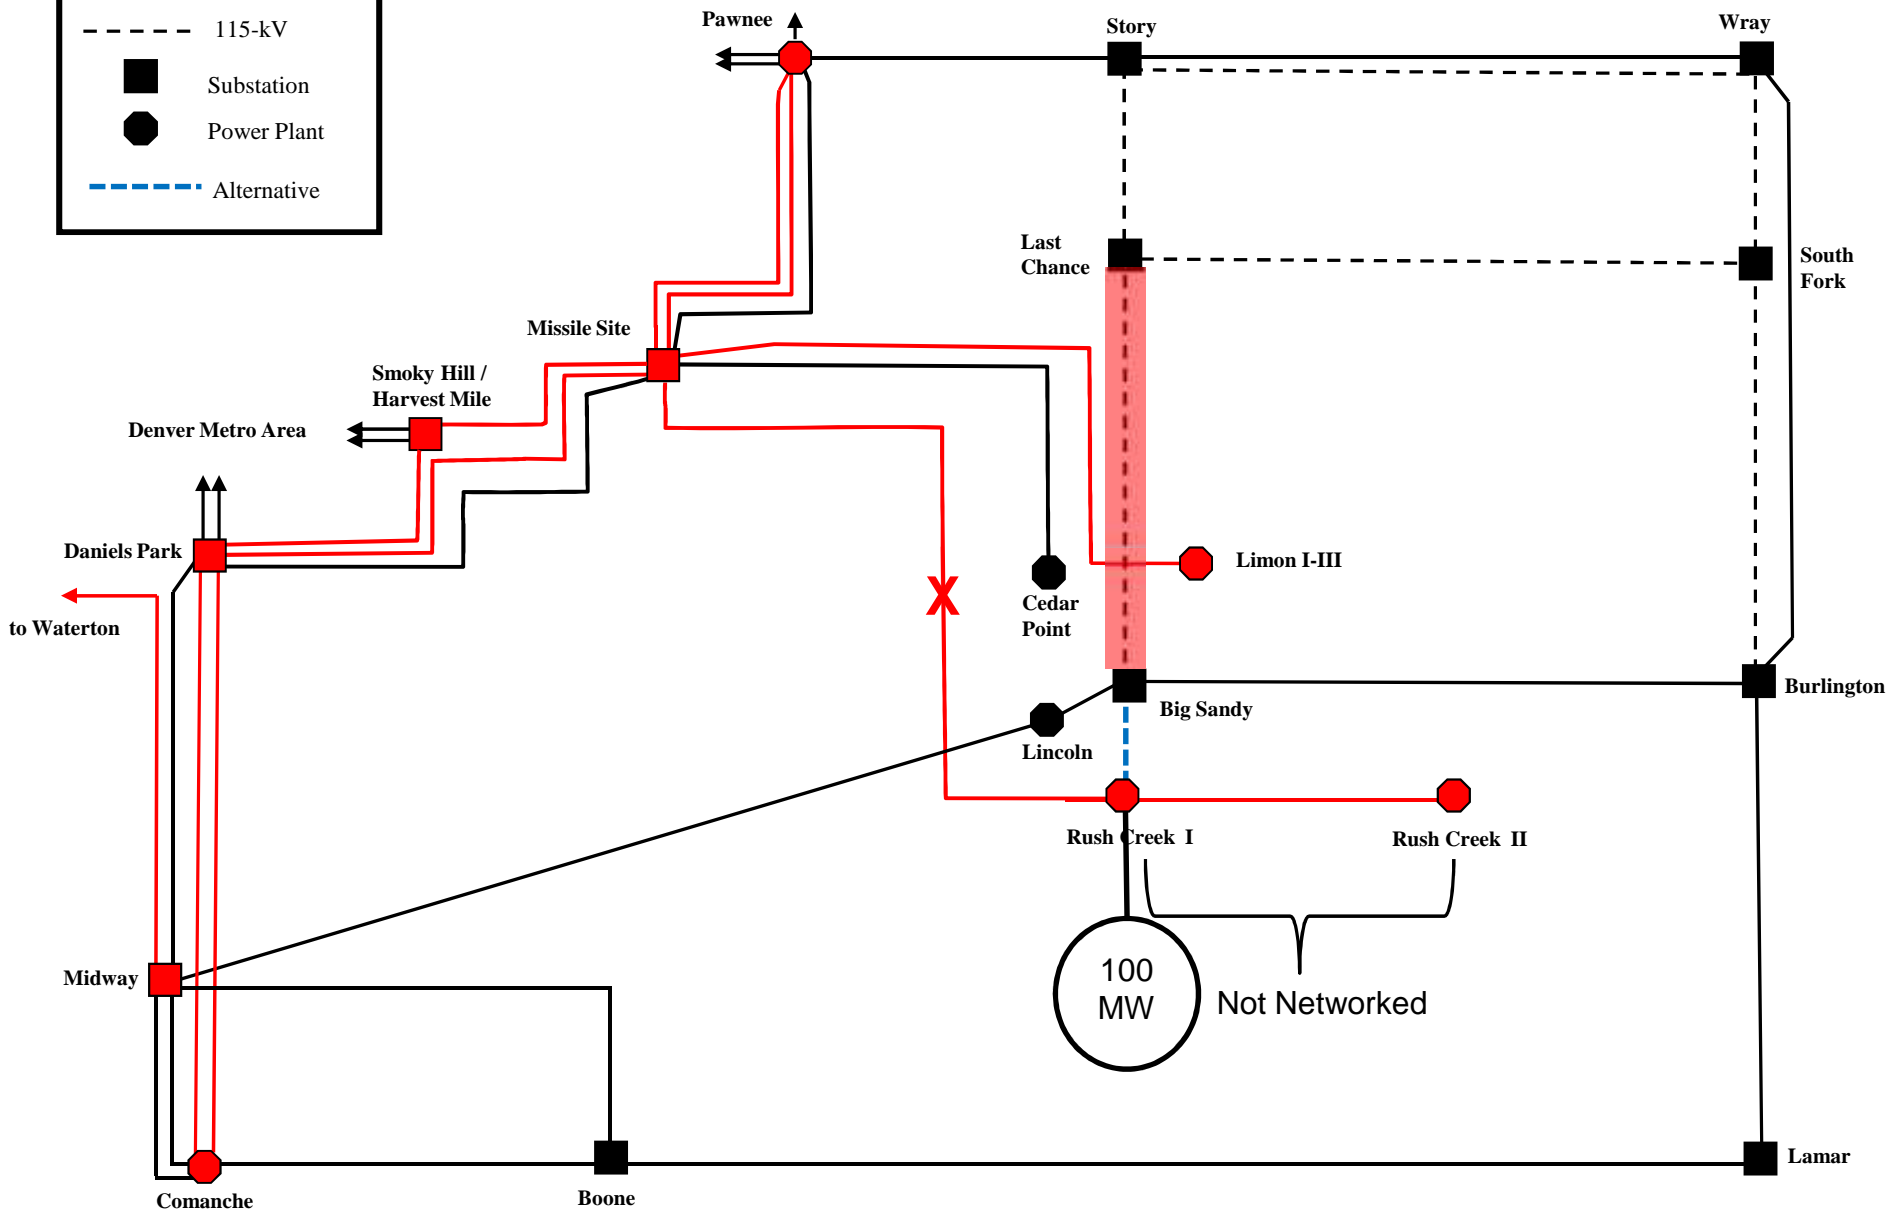 115-kV
Substation
Power Plant
Alternative
Pawnee
Story
Wray
Last
Chance
South
Fork
Missile Site
Smoky Hill /
Harvest Mile
Denver Metro Area
Daniels Park
to Waterton
Limon I-III
Cedar
Point
X
Big Sandy
Burlington
Lincoln
Rush Creek I
Rush Creek II
100
MW
Not Networked
Midway
Comanche
Boone
Lamar